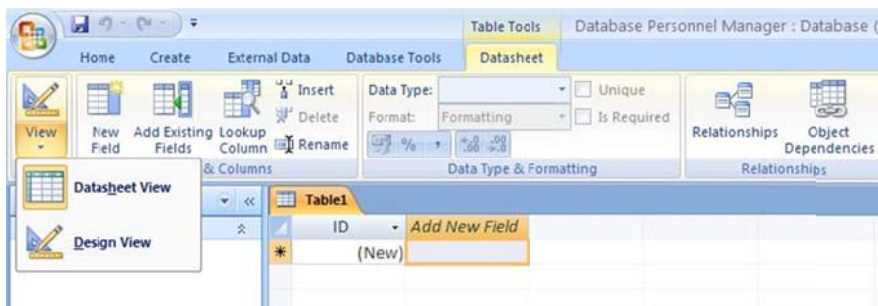 Table Tools Database Personnel Manager : Database (
Home Create External Data Database Tools Datasheet
View
New Field
Add Existing Fields
Lookup Column
Insert
Delete
Rename
& Columns
Data Type:
Format: Formatting
%
Unique
Is Required
Data Type & Formatting
Relationships
Object Dependencies
Relationships
Datasheet View
Design View
Table1
ID Add New Field
(New)